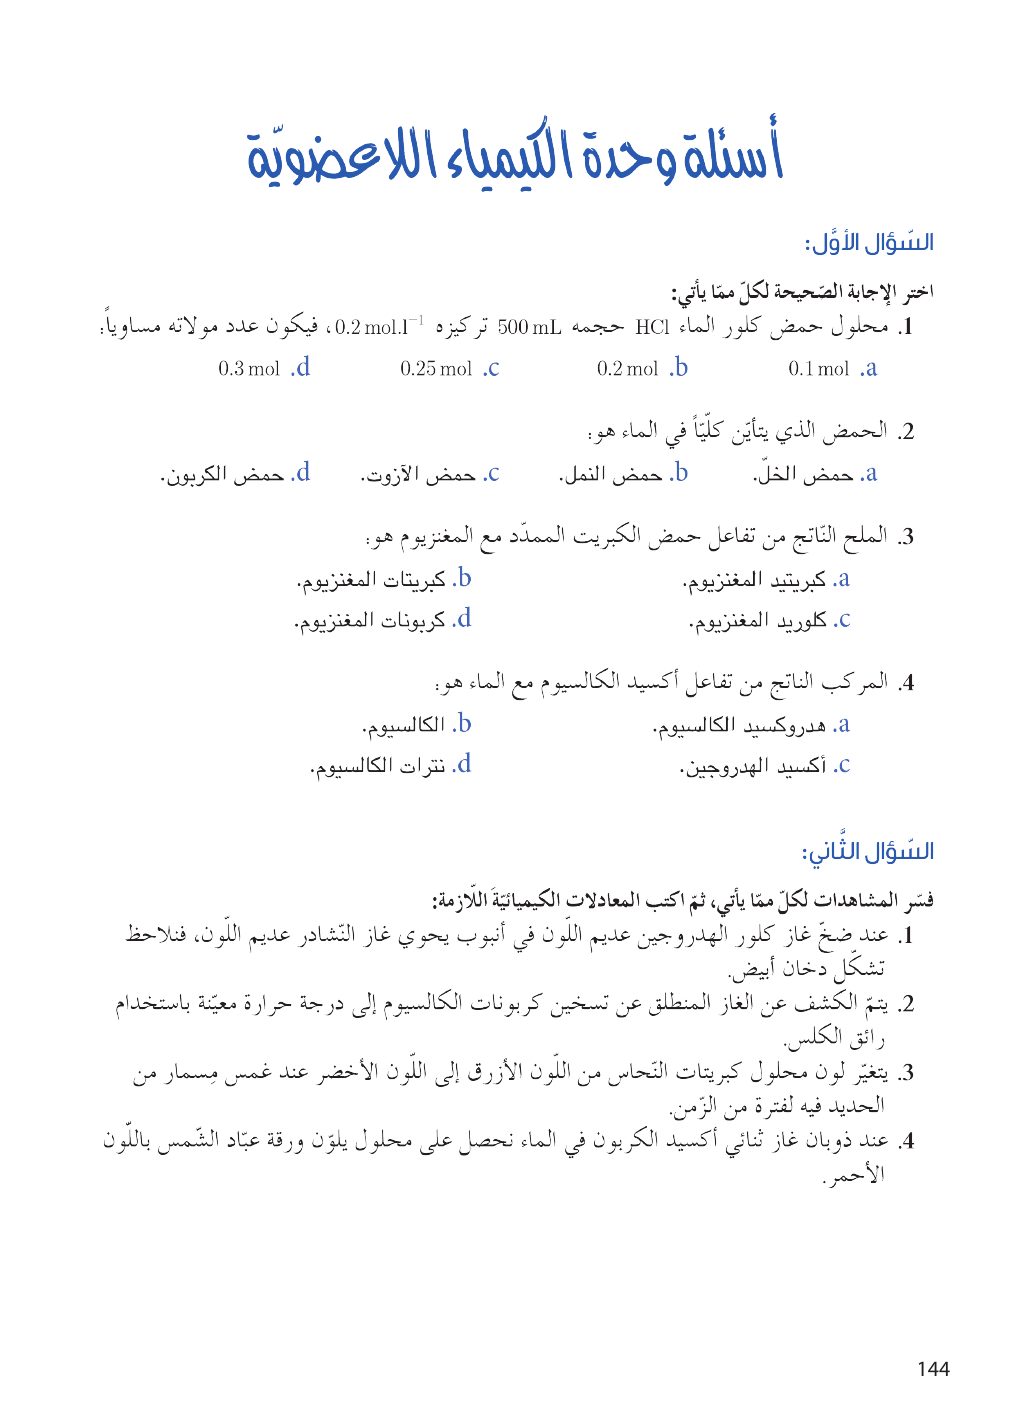 أسئلة وحدة الكيمياء اللاعضويّة
السّؤال الأوَّل:
اختر الإجابة الصّحيحة لكلّ ممّا يأتي:
1. محلول حمض كلور الماء HCl حجمه 500 mL تركيزه 0.2 mol.l⁻¹، فيكون عدد مولاته مساوياً:
a. 0.1 mol b. 0.2 mol c. 0.25 mol d. 0.3 mol
2. الحمض الذي يتأيّن كلّيّاً في الماء هو:
a. حمض الخلّ. b. حمض النمل. c. حمض الآزوت. d. حمض الكربون.
3. الملح النّاتج من تفاعل حمض الكبريت الممدّد مع المغنزيوم هو:
a. كبريتيد المغنزيوم. b. كبريتات المغنزيوم.
c. كلوريد المغنزيوم. d. كربونات المغنزيوم.
4. المركب الناتج من تفاعل أكسيد الكالسيوم مع الماء هو:
a. هدروكسيد الكالسيوم. b. الكالسيوم.
c. أكسيد الهدروجين. d. نترات الكالسيوم.
السّؤال الثَّاني:
فسّر المشاهدات لكلّ ممّا يأتي، ثمّ اكتب المعادلات الكيميائيّةَ اللّازمة:
1. عند ضخّ غاز كلور الهدروجين عديم اللّون في أنبوب يحوي غاز النّشادر عديم اللّون، فنلاحظ
تشكّل دخان أبيض.
2. يتمّ الكشف عن الغاز المنطلق عن تسخين كربونات الكالسيوم إلى درجة حرارة معيّنة باستخدام
رائق الكلس.
3. يتغيّر لون محلول كبريتات النّحاس من اللّون الأزرق إلى اللّون الأخضر عند غمس مِسمار من
الحديد فيه لفترة من الزّمن.
4. عند ذوبان غاز ثنائي أكسيد الكربون في الماء نحصل على محلول يلوّن ورقة عبّاد الشّمس باللّون
الأحمر.
144